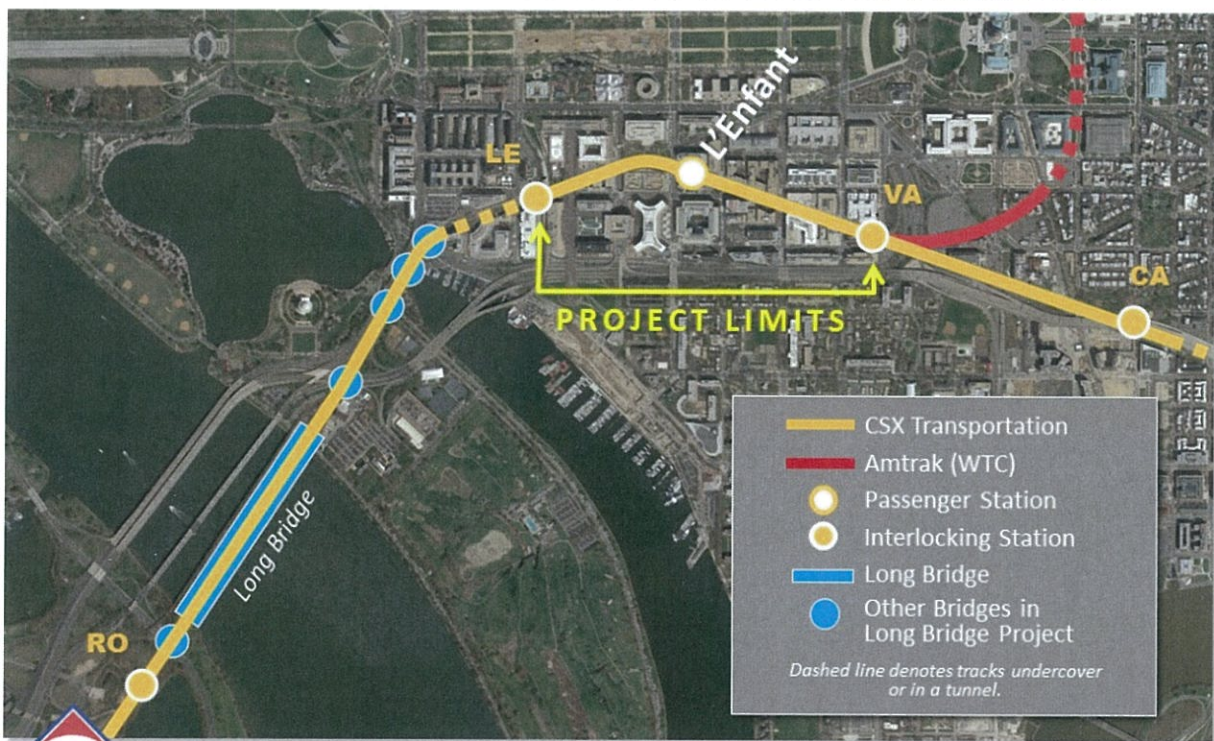 L'Enfant
LE
VA
CA
PROJECT LIMITS
Long Bridge
RO
CSX Transportation
Amtrak (WTC)
Passenger Station
Interlocking Station
Long Bridge
Other Bridges in
Long Bridge Project
Dashed line denotes tracks undercover
or in a tunnel.